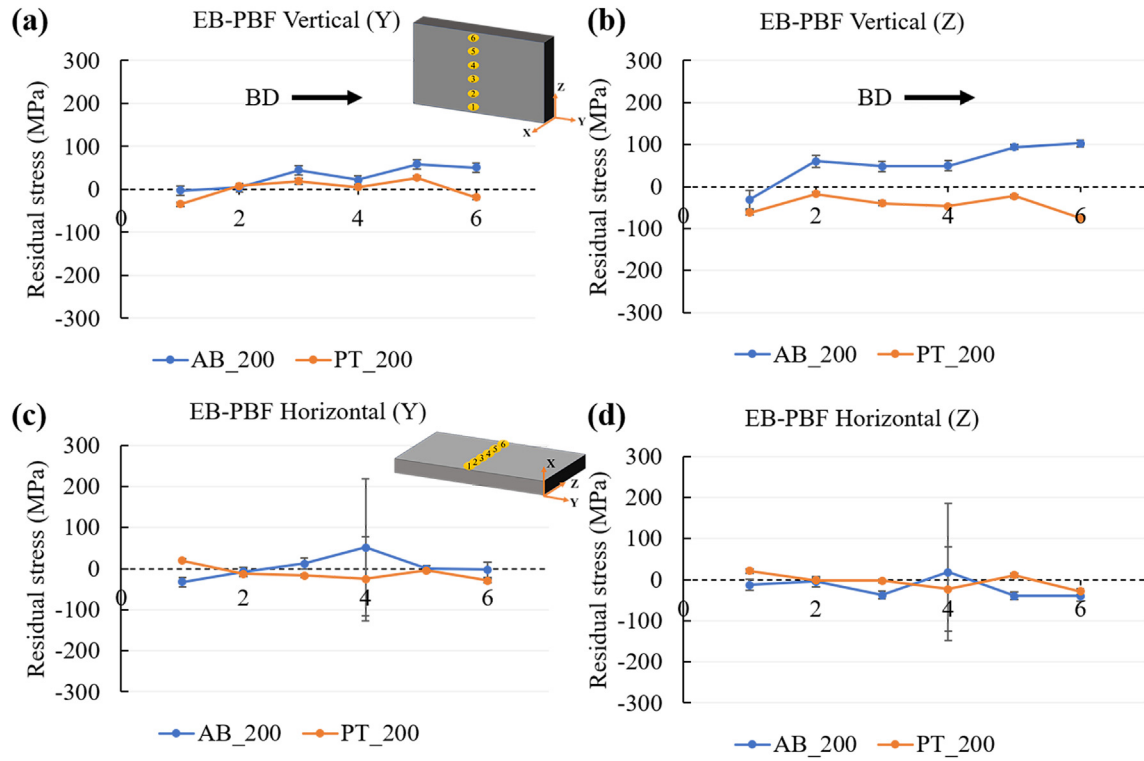 (a)
EB-PBF Vertical (Y)
Residual stress (MPa)
300
200
100
0
-100
-200
-300
0
2
4
6
BD
6
5
4
3
2
1
Z
Y
X
AB_200
PT_200
(b)
EB-PBF Vertical (Z)
Residual stress (MPa)
300
200
100
0
-100
-200
-300
0
2
4
6
BD
AB_200
PT_200
(c)
EB-PBF Horizontal (Y)
Residual stress (MPa)
300
200
100
0
-100
-200
-300
0
2
4
6
1 2 3 4 5 6
X
Z
Y
AB_200
PT_200
(d)
EB-PBF Horizontal (Z)
Residual stress (MPa)
300
200
100
0
-100
-200
-300
0
2
4
6
AB_200
PT_200